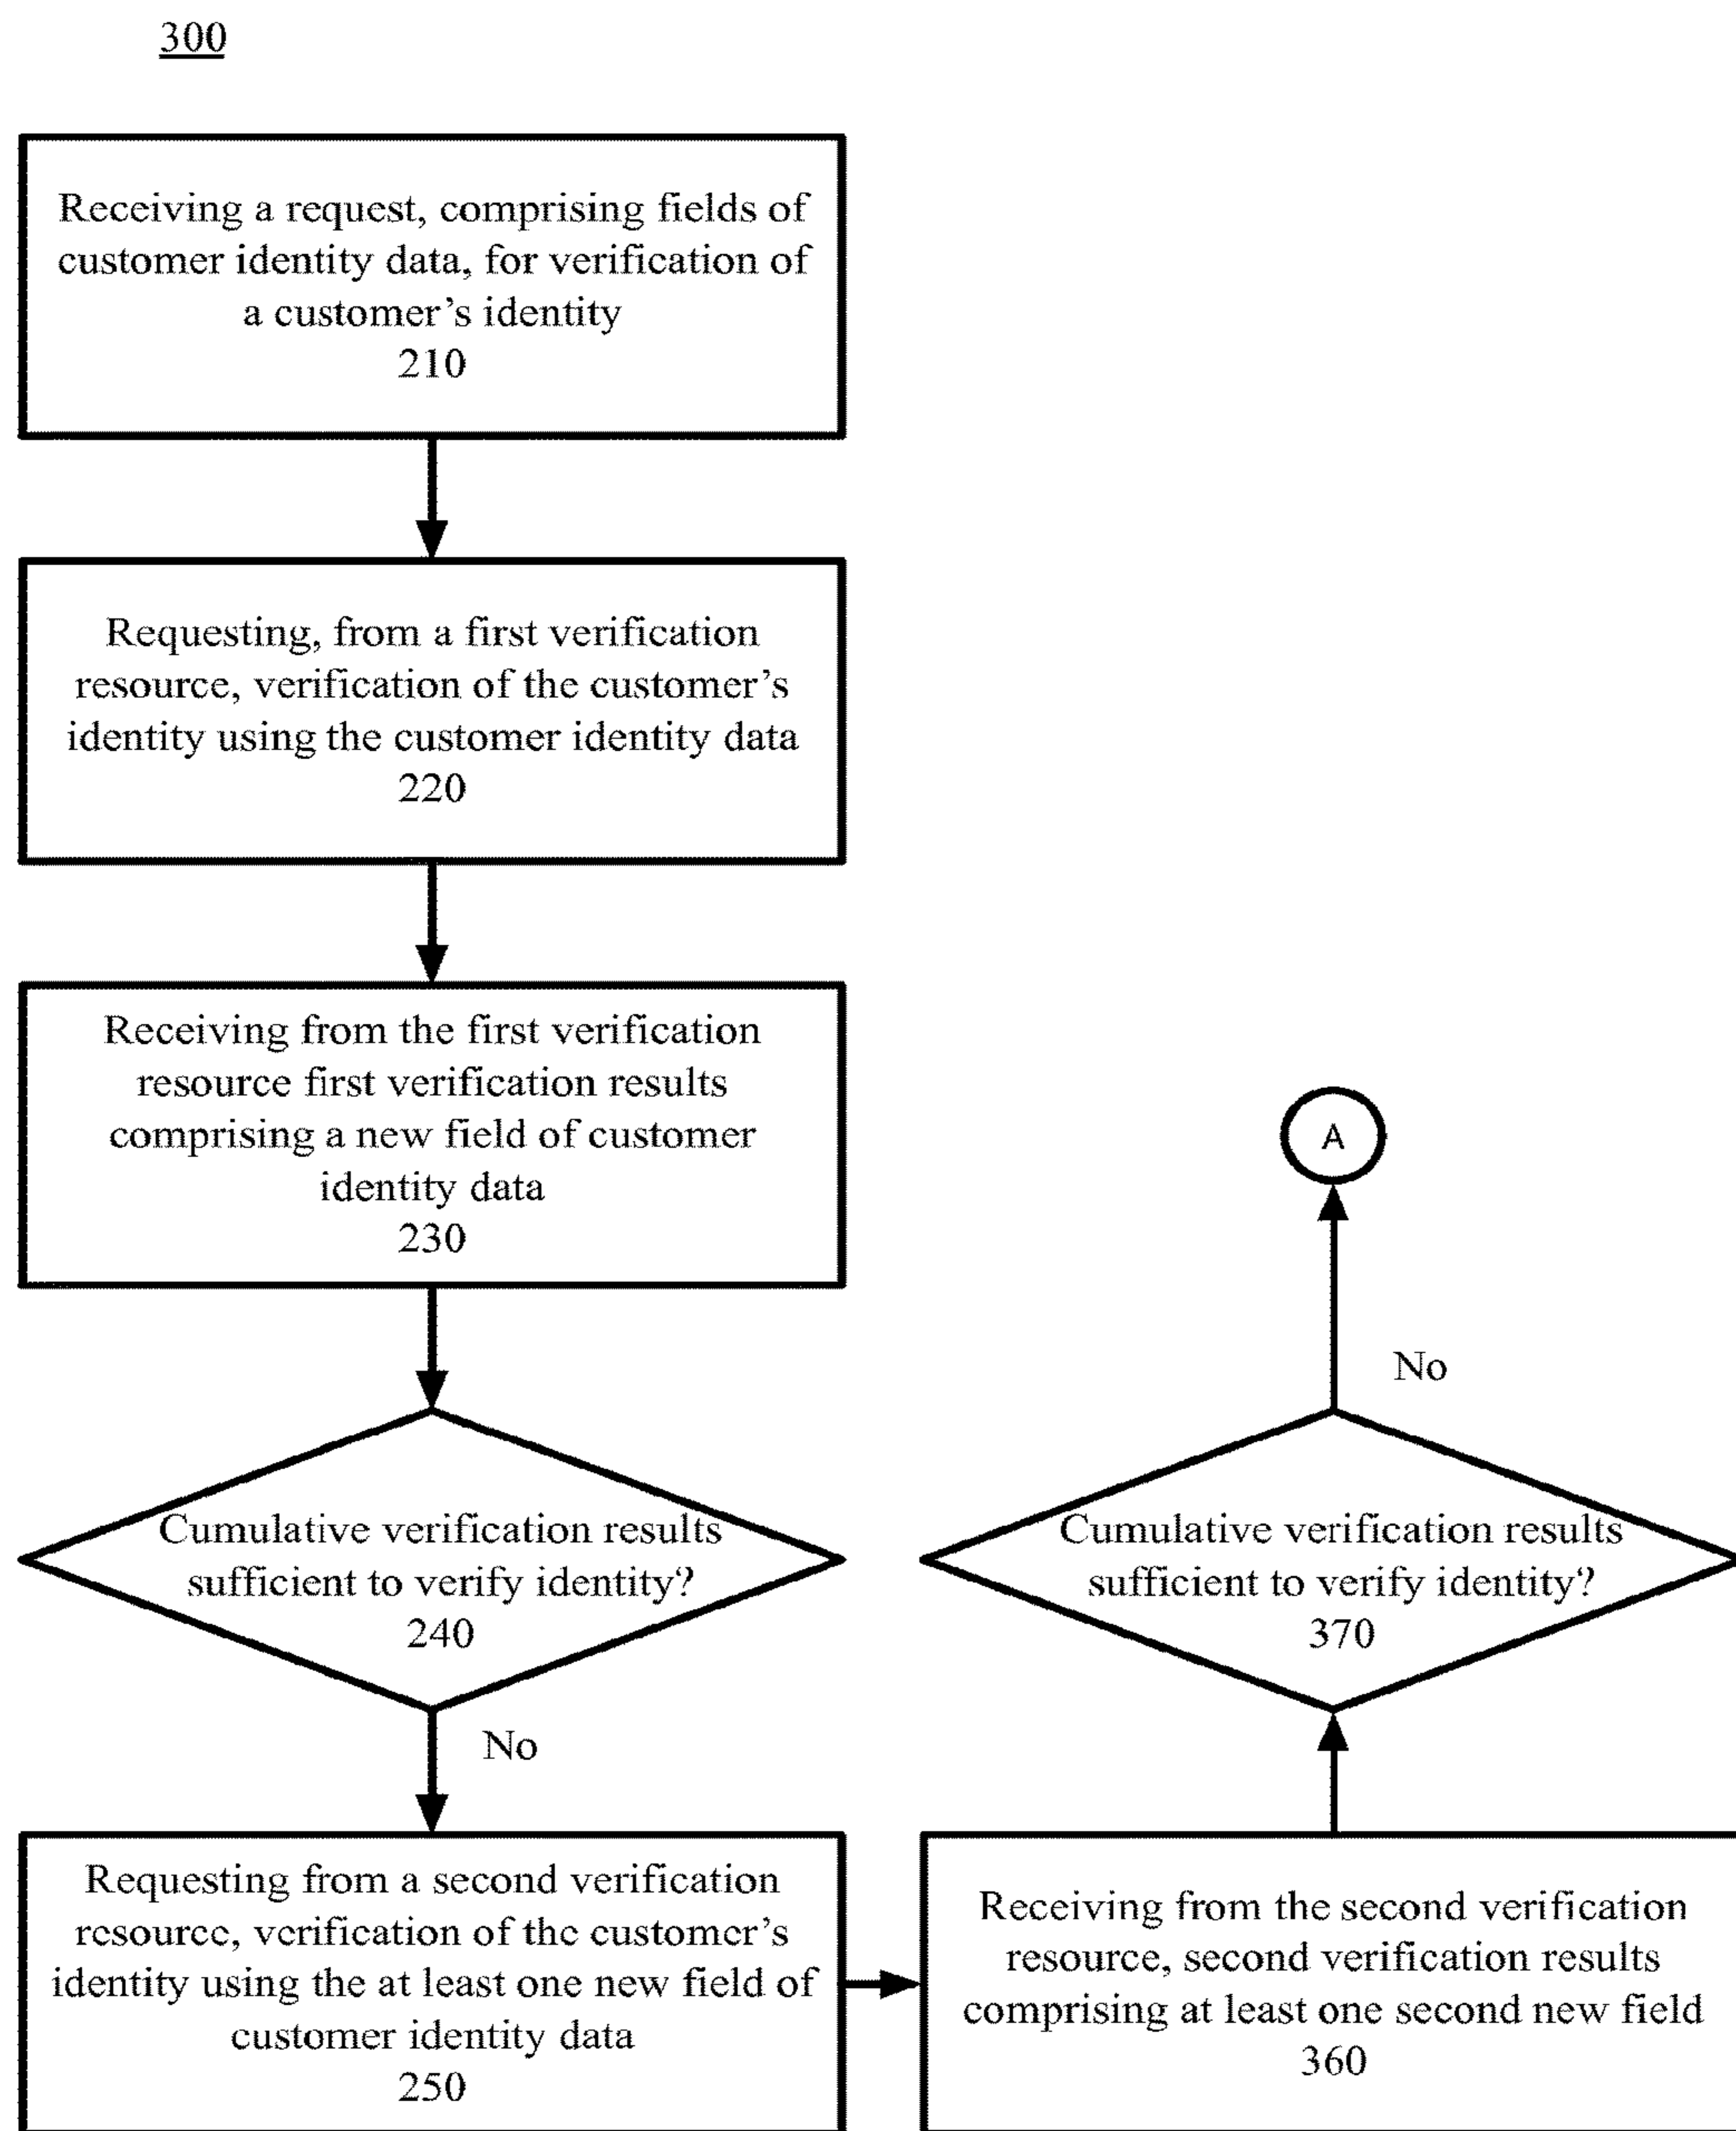 300
Receiving a request, comprising fields of
customer identity data, for verification of
a customer's identity
210
Requesting, from a first verification
resource, verification of the customer's
identity using the customer identity data
220
Receiving from the first verification
resource first verification results
comprising a new field of customer
identity data
230
Cumulative verification results
sufficient to verify identity?
240
No
Requesting from a second verification
resource, verification of the customer's
identity using the at least one new field of
customer identity data
250
Receiving from the second verification
resource, second verification results
comprising at least one second new field
360
Cumulative verification results
sufficient to verify identity?
370
No
A